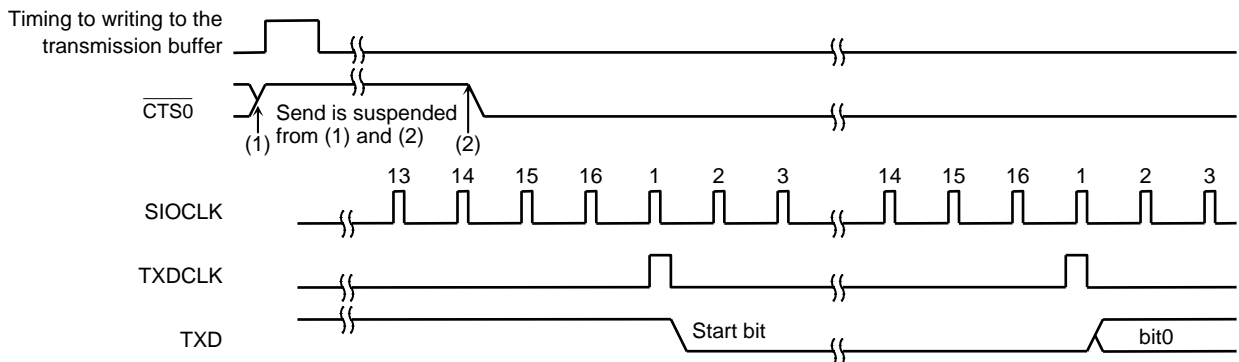 Timing to writing to the
transmission buffer
CTS0
Send is suspended
from (1) and (2)
(1)
(2)
13 14 15 16 1 2 3 14 15 16 1 2 3
SIOCLK
TXDCLK
TXD
Start bit
bit0